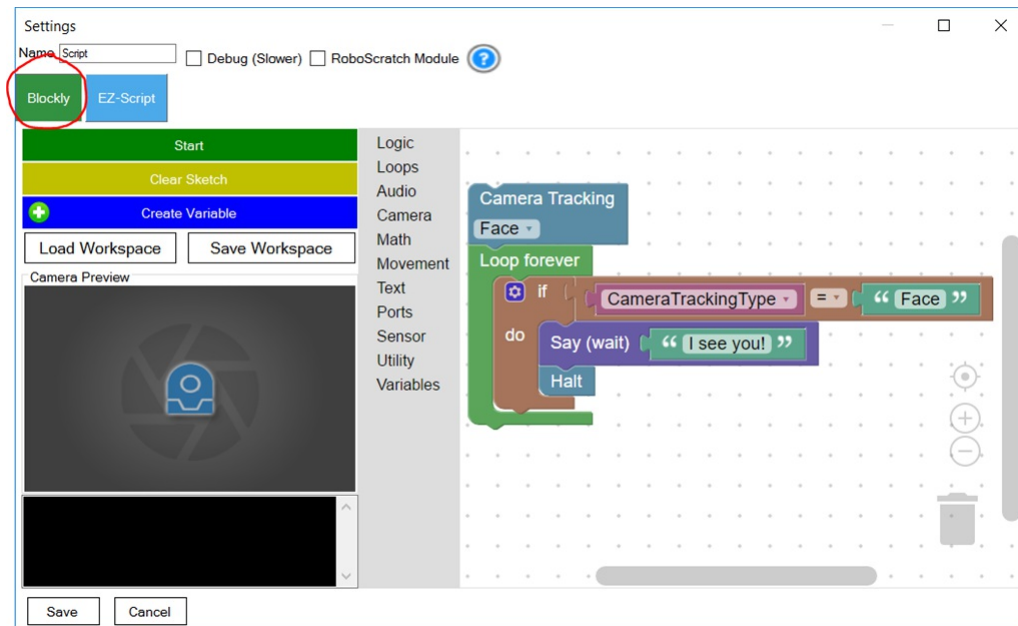 Settings
Name Script Debug (Slower) RoboScratch Module ?
Blockly EZ-Script
Start
Clear Sketch
Create Variable
Load Workspace Save Workspace
Camera Preview
Logic
Loops
Audio
Camera
Math
Movement
Text
Ports
Sensor
Utility
Variables
Camera Tracking
Face
Loop forever
if CameraTrackingType = “ Face ”
do Say (wait) “ I see you! ”
Halt
Save Cancel